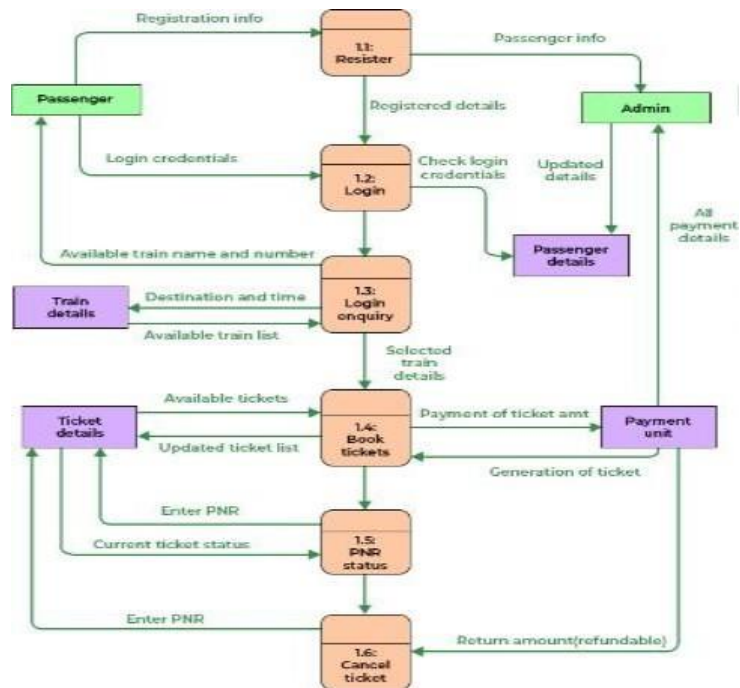 Registration info
1.1:
Resister
Passenger info
Passenger
Admin
Registered details
Login credentials
1.2:
Login
Check login
credentials
Updated
details
All
payment
details
Passenger
details
Available train name and number
1.3:
Login
enquiry
Train
details
Destination and time
Available train list
Selected
train
details
Available tickets
Ticket
details
1.4:
Book
tickets
Payment of ticket amt
Payment
unit
Updated ticket list
Generation of ticket
Enter PNR
1.5:
PNR
status
Current ticket status
Enter PNR
1.6:
Cancel
ticket
Return amount(refundable)